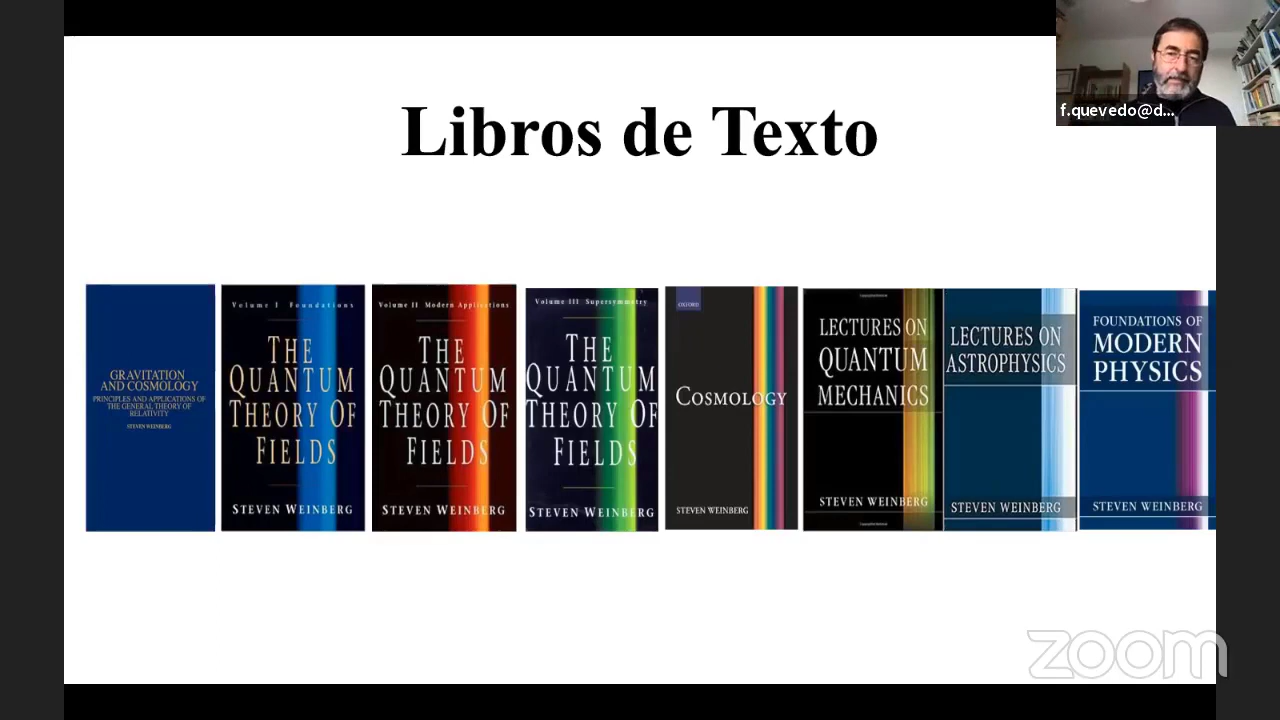 f.quevedo@d...
Libros de Texto
GRAVITATION
AND COSMOLOGY
PRINCIPLES AND APPLICATIONS OF
THE GENERAL THEORY OF
RELATIVITY
STEVEN WEINBERG
Volume I Foundations
THE
QUANTUM
THEORY OF
FIELDS
STEVEN WEINBERG
Volume II Modern Applications
THE
QUANTUM
THEORY OF
FIELDS
STEVEN WEINBERG
Volume III Supersymmetry
THE
QUANTUM
THEORY OF
FIELDS
STEVEN WEINBERG
OXFORD
COSMOLOGY
STEVEN WEINBERG
LECTURES ON
QUANTUM
MECHANICS
STEVEN WEINBERG
LECTURES ON
ASTROPHYSICS
STEVEN WEINBERG
FOUNDATIONS OF
MODERN
PHYSICS
STEVEN WEINBERG
zoom